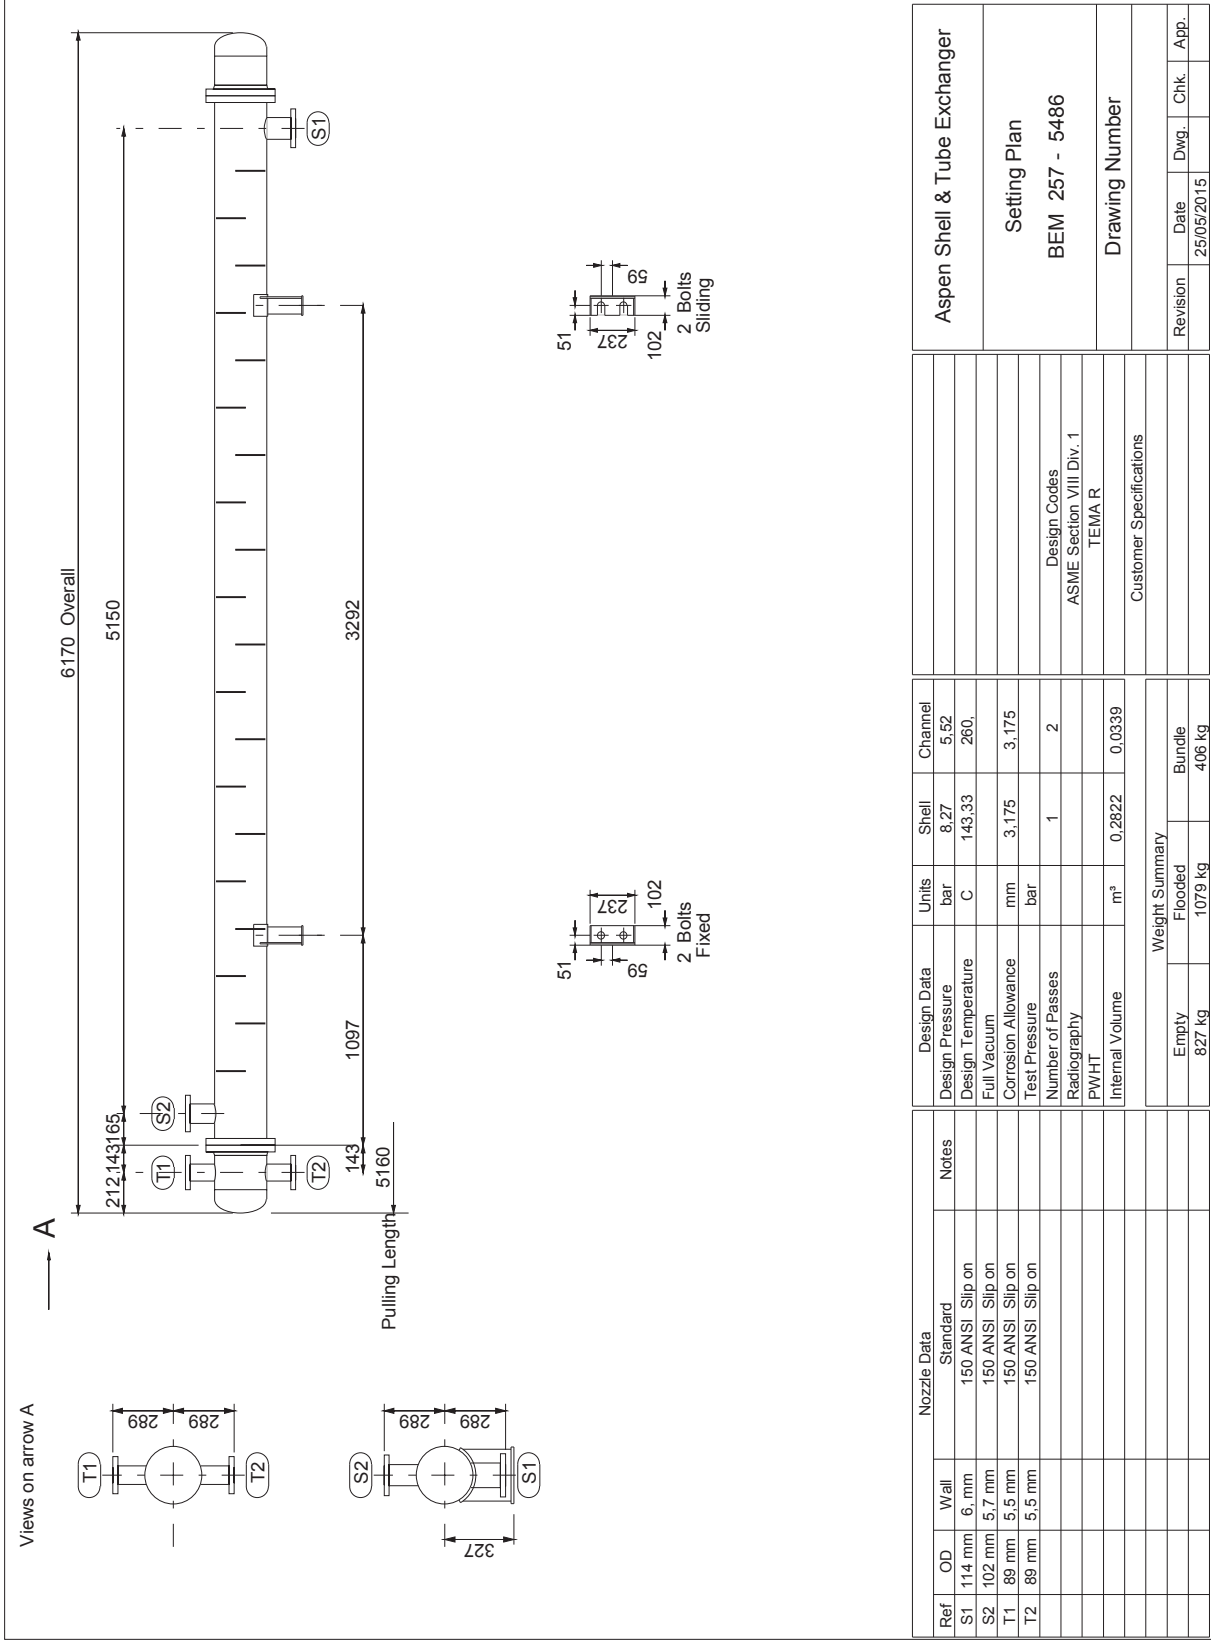 Views on arrow A
A
T1
289
289
T2
S2
289
289
S1
327
6170 Overall
5150
212
143
165
T1
S2
T2
S1
143
1097
3292
5160
Pulling Length
51
59
237
102
2 Bolts
Fixed
51
59
237
102
2 Bolts
Sliding
Nozzle Data
Ref OD Wall Standard Notes
S1 114 mm 6, mm 150 ANSI Slip on
S2 102 mm 5,7 mm 150 ANSI Slip on
T1 89 mm 5,5 mm 150 ANSI Slip on
T2 89 mm 5,5 mm 150 ANSI Slip on
Design Data Units Shell Channel
Design Pressure bar 8,27 5,52
Design Temperature C 143,33 260,
Full Vacuum
Corrosion Allowance mm 3,175 3,175
Test Pressure bar
Number of Passes 1 2
Radiography
PWHT
Internal Volume m³ 0,2822 0,0339
Weight Summary
Empty Flooded Bundle
827 kg 1079 kg 406 kg
Design Codes
ASME Section VIII Div. 1
TEMA R
Customer Specifications
Aspen Shell & Tube Exchanger
Setting Plan
BEM 257 - 5486
Drawing Number
Revision Date Dwg. Chk. App.
25/05/2015